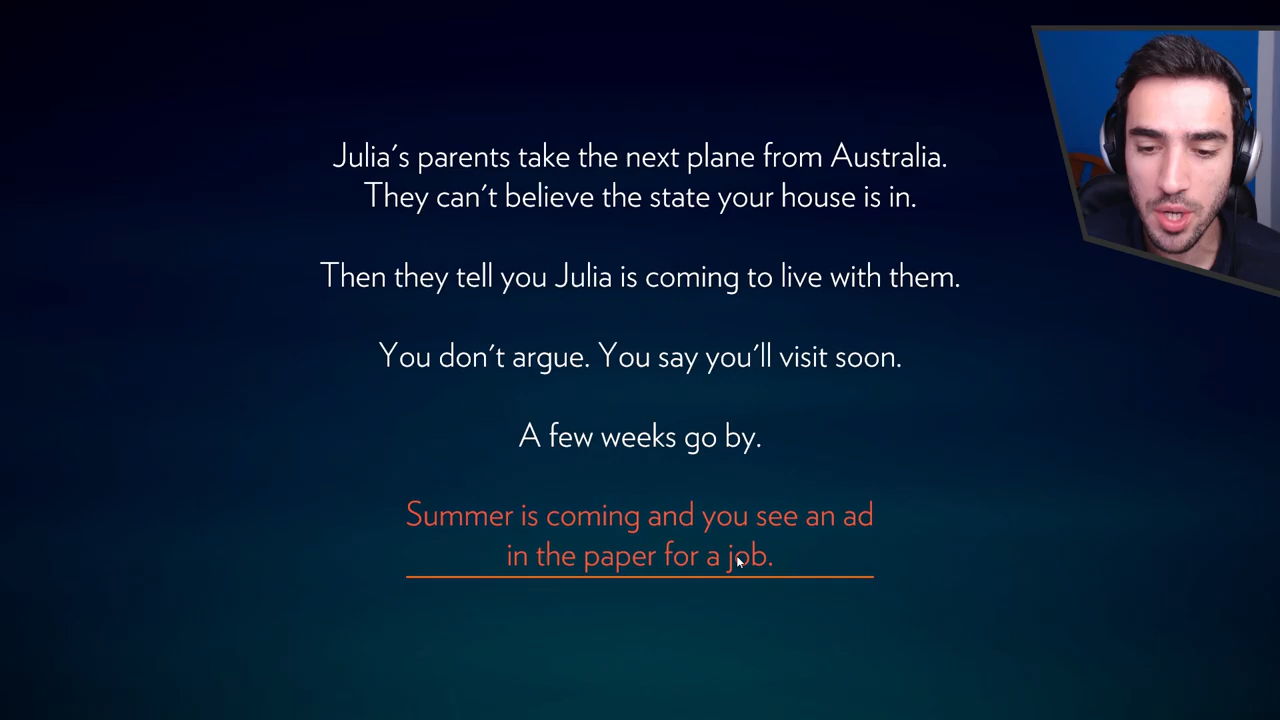 Julia's parents take the next plane from Australia.
They can't believe the state your house is in.
Then they tell you Julia is coming to live with them.
You don't argue. You say you'll visit soon.
A few weeks go by.
Summer is coming and you see an ad
in the paper for a job.